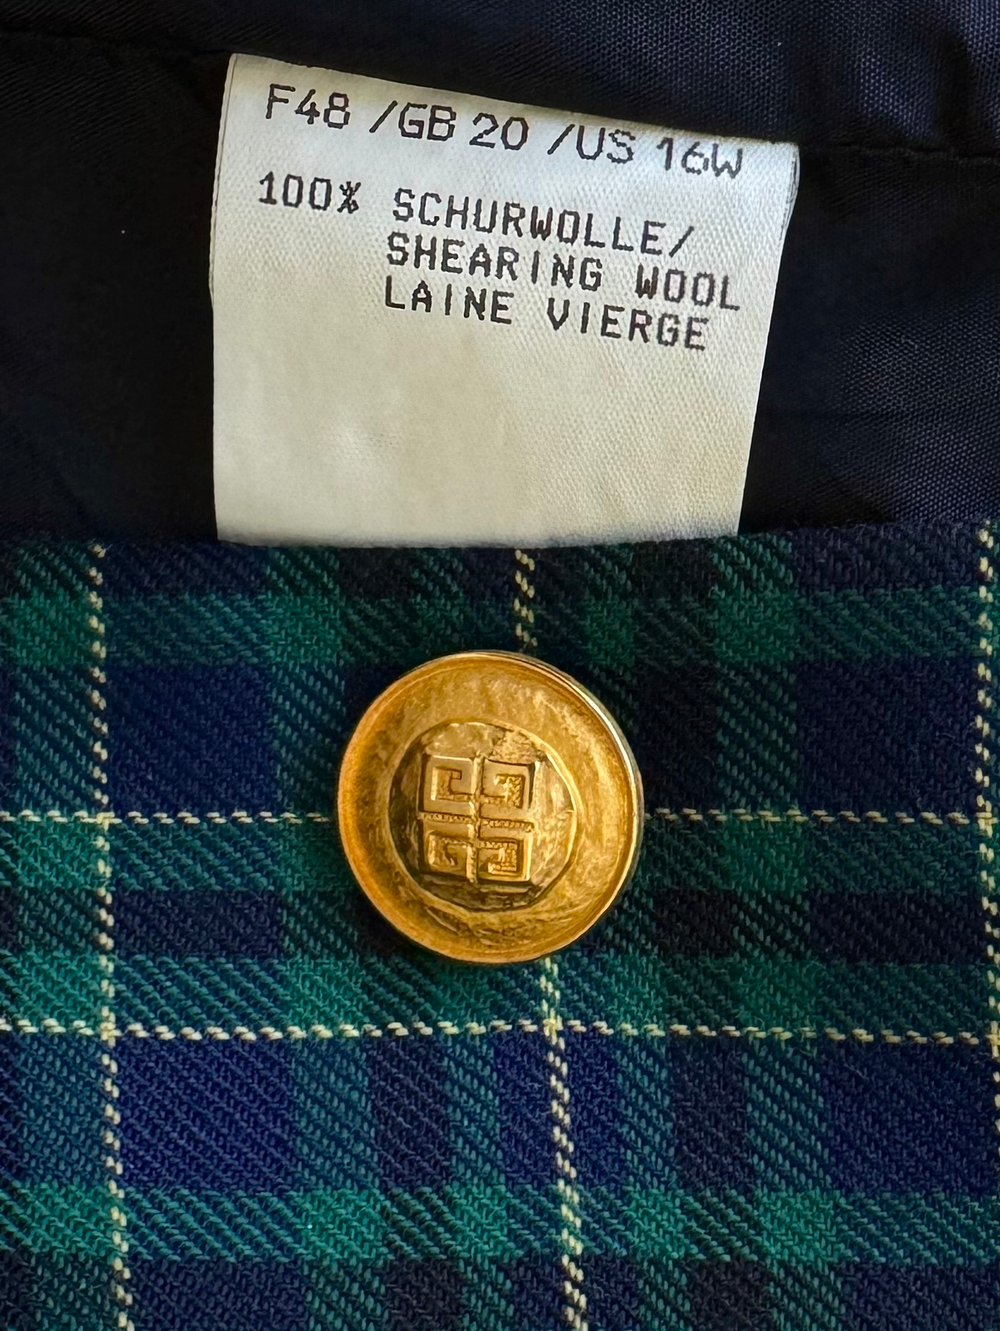 F48 /GB 20 /US 16W
100% SCHURWOLLE/
SHEARING WOOL
LAINE VIERGE